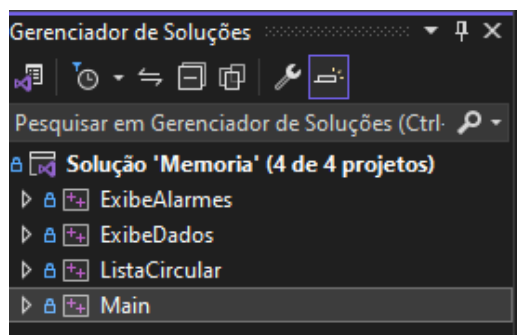 Gerenciador de Soluções
Pesquisar em Gerenciador de Soluções (Ctrl-
Solução 'Memoria' (4 de 4 projetos)
ExibeAlarmes
ExibeDados
ListaCircular
Main